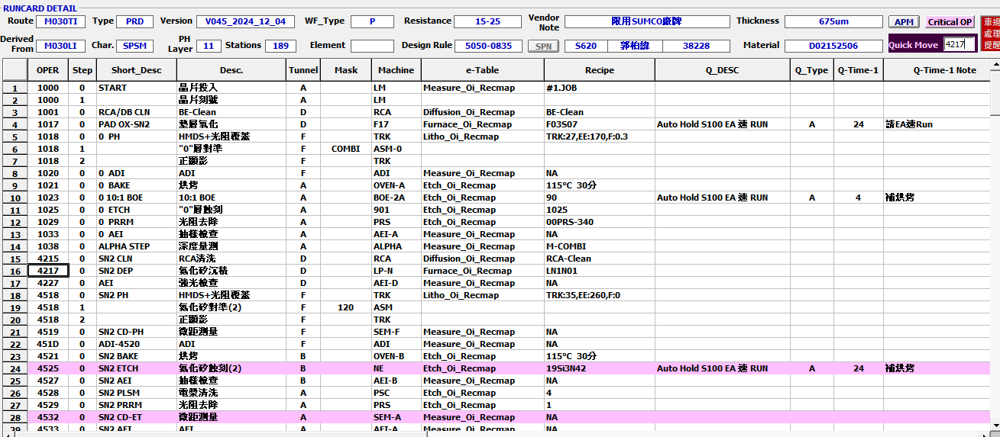 RUNCARD DETAIL
Route M030TI Type PRD Version V045_2024_12_04 WF_Type P Resistance 15-25 Vendor Note 限用SUMCO廠牌 Thickness 675um APM Critical OP 車規處理提醒
Derived From M030LI Char. SPSM PH Layer 11 Stations 189 Element Design Rule 5050-0835 SPN S620 郭柏緯 38228 Material D02152506 Quick Move 4217
OPER Step Short_Desc Desc. Tunnel Mask Machine e-Table Recipe Q_DESC Q_Type Q-Time-1 Q-Time-1 Note
1 1000 0 START 晶片投入 A LM Measure_Oi_Recmap #1.JOB
2 1000 1 晶片刻號 A LM
3 1001 0 RCA/DB CLN BE-Clean D RCA Diffusion_Oi_Recmap BE-Clean
4 1017 0 PAD OX-SN2 墊層氧化 D F17 Furnace_Oi_Recmap F03S07 Auto Hold S100 EA 速 RUN A 24 請EA速Run
5 1018 0 0 PH HMDS+光阻覆蓋 F TRK Litho_Oi_Recmap TRK:27,EE:170,F:0.3
6 1018 1 "0"層對準 F COMBI ASM-0
7 1018 2 正顯影 F TRK
8 1020 0 0 ADI ADI F ADI Measure_Oi_Recmap NA
9 1021 0 0 BAKE 烘烤 A OVEN-A Etch_Oi_Recmap 115°C 30分
10 1023 0 0 10:1 BOE 10:1 BOE A BOE-2A Etch_Oi_Recmap 90 Auto Hold S100 EA 速 RUN A 4 補烘烤
11 1025 0 0 ETCH "0"層蝕刻 A 901 Etch_Oi_Recmap 1025
12 1029 0 0 PRRM 光阻去除 A PRS Etch_Oi_Recmap 00PRS-340
13 1033 0 0 AEI 抽樣檢查 A AEI-A Measure_Oi_Recmap NA
14 1038 0 ALPHA STEP 深度量測 A ALPHA Measure_Oi_Recmap M-COMBI
15 4215 0 SN2 CLN RCA清洗 D RCA Diffusion_Oi_Recmap RCA-Clean
16 4217 0 SN2 DEP 氮化矽沉積 D LP-N Furnace_Oi_Recmap LN1N01
17 4227 0 AEI 強光檢查 D AEI-D Measure_Oi_Recmap NA
18 4518 0 SN2 PH HMDS+光阻覆蓋 F TRK Litho_Oi_Recmap TRK:35,EE:260,F:0
19 4518 1 氮化矽對準(2) F 120 ASM
20 4518 2 正顯影 F TRK
21 4519 0 SN2 CD-PH 微距測量 F SEM-F Measure_Oi_Recmap NA
22 451D 0 ADI-4520 ADI F ADI Measure_Oi_Recmap NA
23 4521 0 SN2 BAKE 烘烤 B OVEN-B Etch_Oi_Recmap 115°C 30分
24 4525 0 SN2 ETCH 氮化矽蝕刻(2) B NE Etch_Oi_Recmap 19Si3N42 Auto Hold S100 EA 速 RUN A 24 補烘烤
25 4527 0 SN2 AEI 抽樣檢查 B AEI-B Measure_Oi_Recmap NA
26 4528 0 SN2 PLSM 電漿清洗 A PSC Etch_Oi_Recmap 4
27 4529 0 SN2 PRRM 光阻去除 A PRS Etch_Oi_Recmap 1
28 4532 0 SN2 CD-ET 微距測量 A SEM-A Measure_Oi_Recmap NA
29 4533 0 SN2 AEI AEI A AEI-A Measure_Oi_Recmap NA